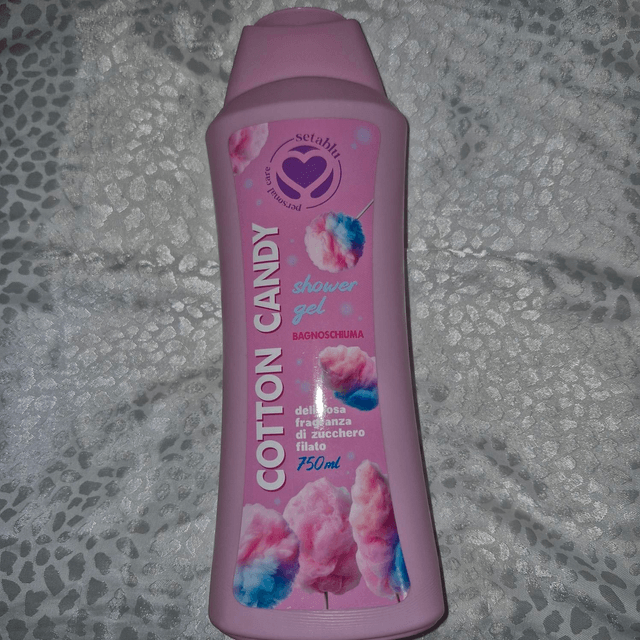 setablu
personal care
COTTON CANDY
shower
gel
BAGNOSCHIUMA
deliziosa
fragranza
di zucchero
filato
750ml